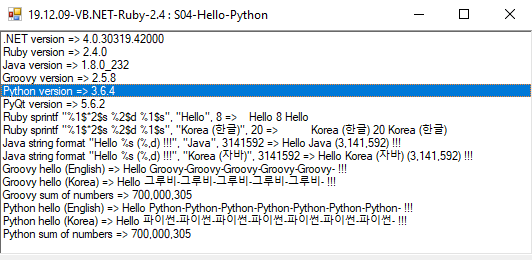 19.12.09-VB.NET-Ruby-2.4 : S04-Hello-Python
.NET version => 4.0.30319.42000
Ruby version => 2.4.0
Java version => 1.8.0_232
Groovy version => 2.5.8
Python version => 3.6.4
PyQt version => 5.6.2
Ruby sprintf "%1$*2$s %2$d %1$s", "Hello", 8 =>    Hello 8 Hello
Ruby sprintf "%1$*2$s %2$d %1$s", "Korea (한글)", 20 =>           Korea (한글) 20 Korea (한글)
Java string format "Hello %s (%,d) !!!", "Java", 3141592 => Hello Java (3,141,592) !!!
Java string format "Hello %s (%,d) !!!", "Korea (자바)", 3141592 => Hello Korea (자바) (3,141,592) !!!
Groovy hello (English) => Hello Groovy-Groovy-Groovy-Groovy-Groovy- !!!
Groovy hello (Korea) => Hello 그루비-그루비-그루비-그루비-그루비- !!!
Groovy sum of numbers => 700,000,305
Python hello (English) => Hello Python-Python-Python-Python-Python-Python-Python- !!!
Python hello (Korea) => Hello 파이썬-파이썬-파이썬-파이썬-파이썬-파이썬-파이썬- !!!
Python sum of numbers => 700,000,305